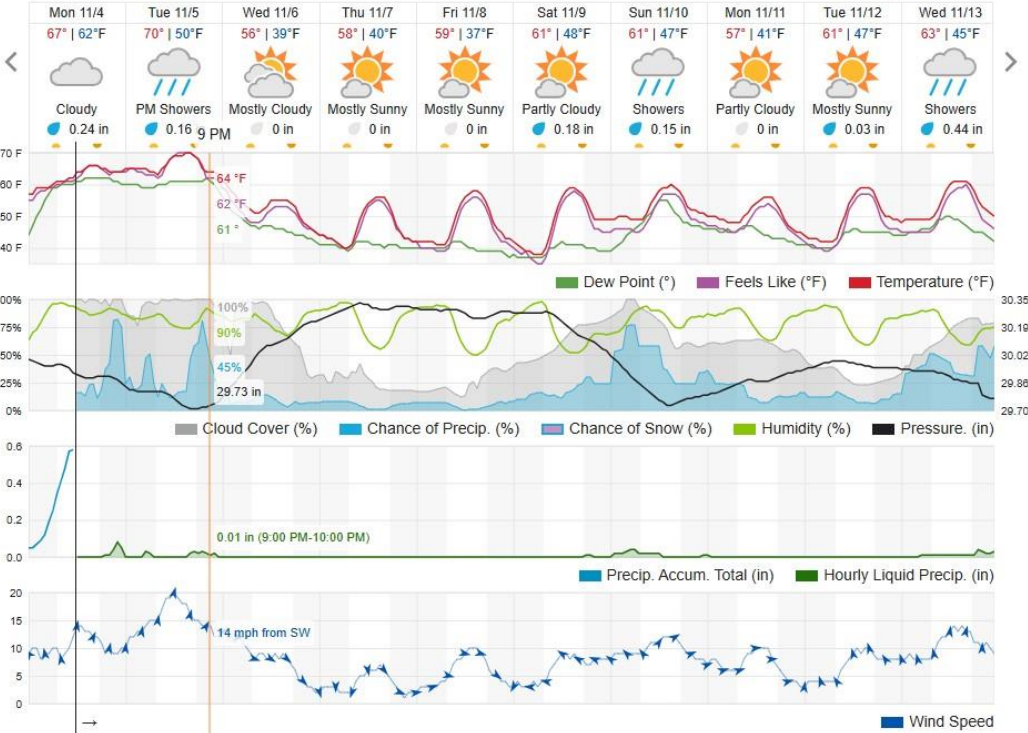 Mon 11/4 Tue 11/5 Wed 11/6 Thu 11/7 Fri 11/8 Sat 11/9 Sun 11/10 Mon 11/11 Tue 11/12 Wed 11/13
67° | 62°F 70° | 50°F 56° | 39°F 58° | 40°F 59° | 37°F 61° | 48°F 61° | 47°F 57° | 41°F 61° | 47°F 63° | 45°F
Cloudy PM Showers Mostly Cloudy Mostly Sunny Mostly Sunny Partly Cloudy Showers Partly Cloudy Mostly Sunny Showers
0.24 in 0.16 0 in 0 in 0 in 0.18 in 0.15 in 0 in 0.03 in 0.44 in
9 PM
70 F
64 °F
60 F
62 °F
50 F
61 °
40 F
Dew Point (°) Feels Like (°F) Temperature (°F)
00% 100% 30.35
75% 90% 30.19
50% 45% 30.02
25% 29.73 in 29.86
0% 29.70
Cloud Cover (%) Chance of Precip. (%) Chance of Snow (%) Humidity (%) Pressure. (in)
0.6
0.4
0.2
0.01 in (9:00 PM-10:00 PM)
0.0
Precip. Accum. Total (in) Hourly Liquid Precip. (in)
20
15
14 mph from SW
10
5
0
→
Wind Speed